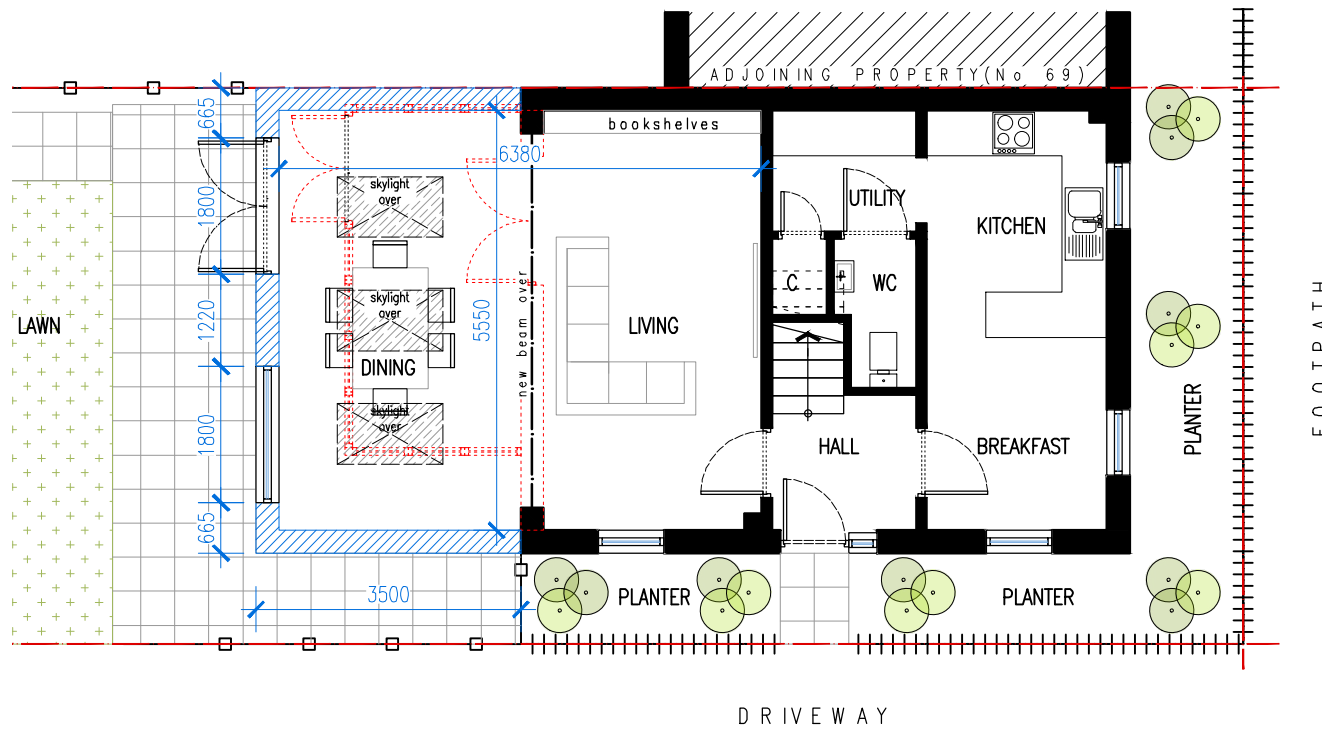 ADJOINING PROPERTY(No 69)
bookshelves
665
6380
skylight
over
UTILITY
1800
KITCHEN
C
WC
skylight
over
LAWN
1220
5550
new beam over
LIVING
DINING
skylight
over
1800
HALL
BREAKFAST
PLANTER
FOOTPATH
665
3500
PLANTER
PLANTER
DRIVEWAY